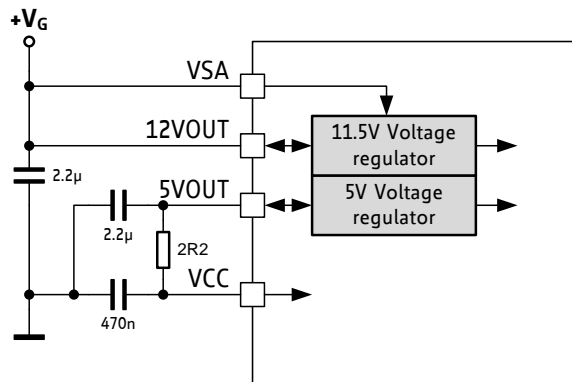 +VG
VSA
12VOUT
11.5V Voltage
regulator
2.2µ
5VOUT
5V Voltage
regulator
2.2µ
2R2
VCC
470n